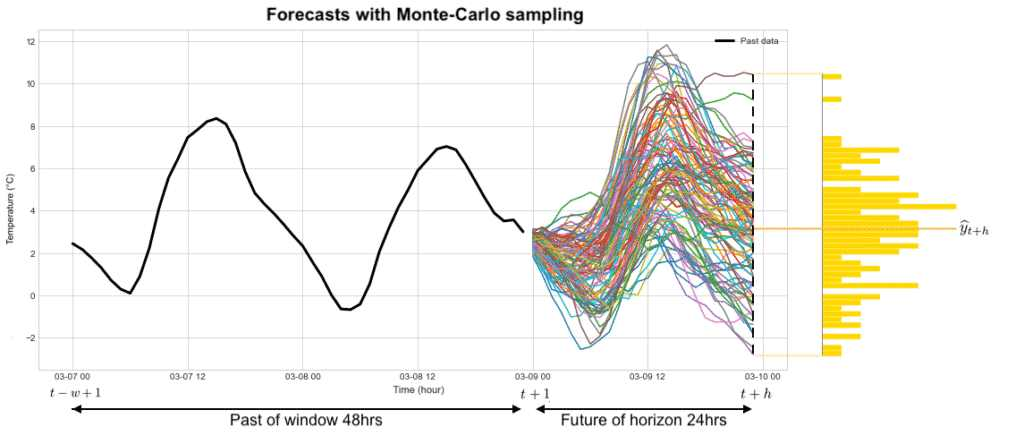 Forecasts with Monte-Carlo sampling
Past data
12
10
8
6
4
2
0
−2
Temperature (°C)
ŷt+h
03-07 00
03-07 12
03-08 00
03-08 12
03-09 00
03-09 12
03-10 00
Time (hour)
t − w + 1
t + 1
t + h
Past of window 48hrs
Future of horizon 24hrs